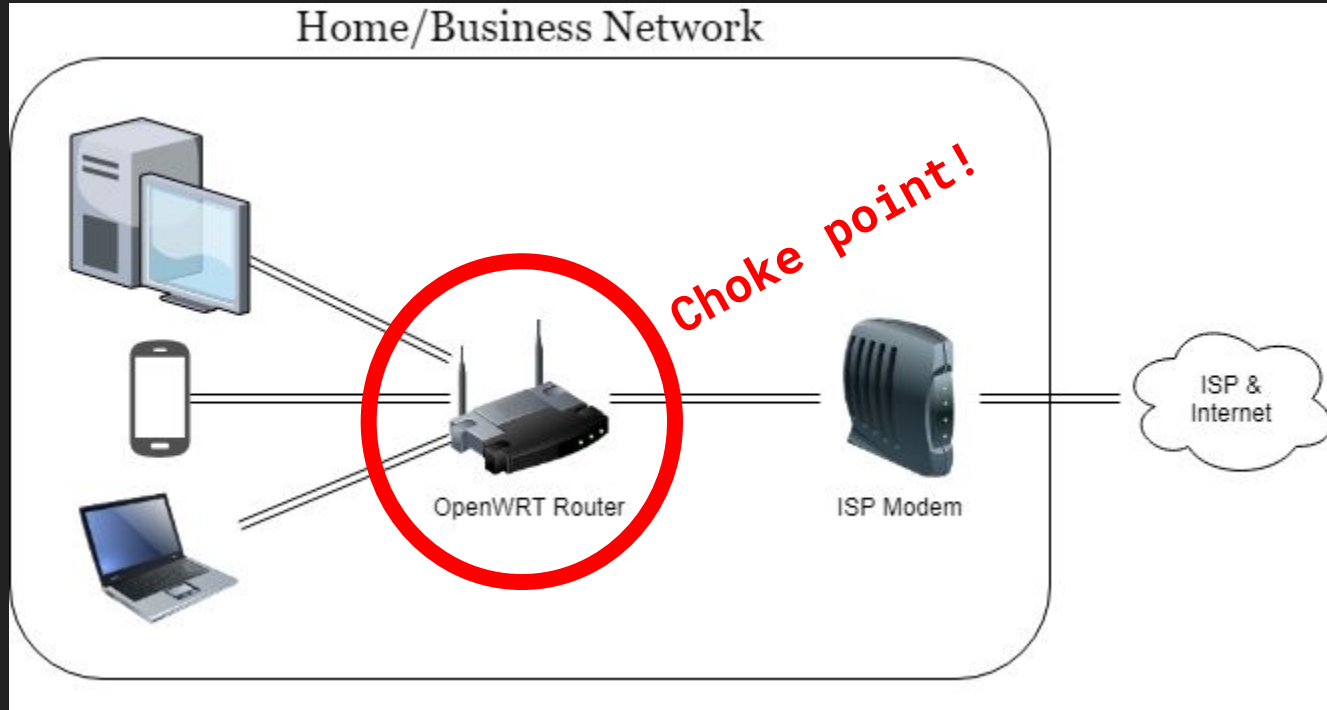 Home/Business Network
Choke point!
OpenWRT Router
ISP Modem
ISP &
Internet